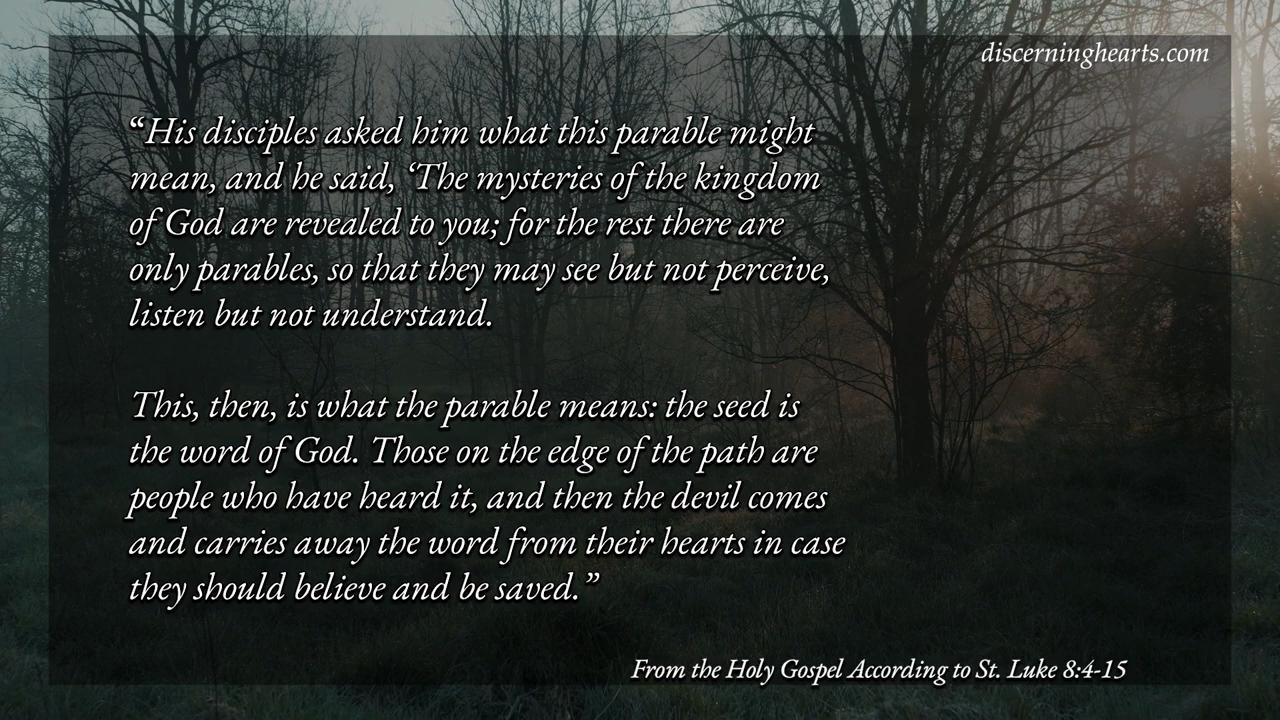 discerninghearts.com
“His disciples asked him what this parable might
mean, and he said, ‘The mysteries of the kingdom
of God are revealed to you; for the rest there are
only parables, so that they may see but not perceive,
listen but not understand.
This, then, is what the parable means: the seed is
the word of God. Those on the edge of the path are
people who have heard it, and then the devil comes
and carries away the word from their hearts in case
they should believe and be saved.”
From the Holy Gospel According to St. Luke 8:4-15